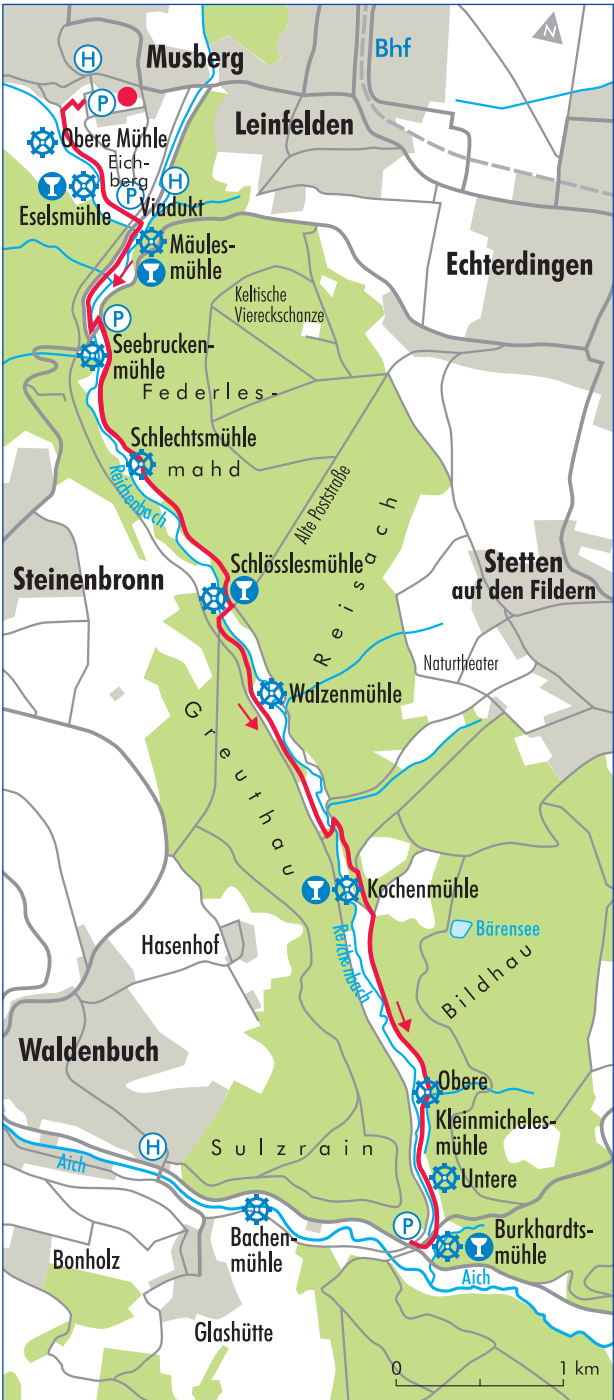 N
Bhf
H
Musberg
P
Leinfelden
Obere Mühle
Eich-
berg
H
P
Viadukt
Eselsmühle
Mäules-
mühle
Echterdingen
Keltische
Viereckschanze
P
Seebrucken-
mühle
Federles-
mahd
Schlechtsmühle
Reichenbach
Alte Poststraße
Reisach
Schlösslesmühle
Steinenbronn
Stetten
auf den Fildern
Naturtheater
Walzenmühle
Greuthau
Kochenmühle
Hasenhof
Bärensee
Reichenbach
Bildhau
Waldenbuch
Obere
Kleinmicheles-
mühle
Untere
H
Sulzrain
Aich
P
Bachen-
mühle
Burkhardts-
mühle
Bonholz
Aich
Glashütte
0 1 km